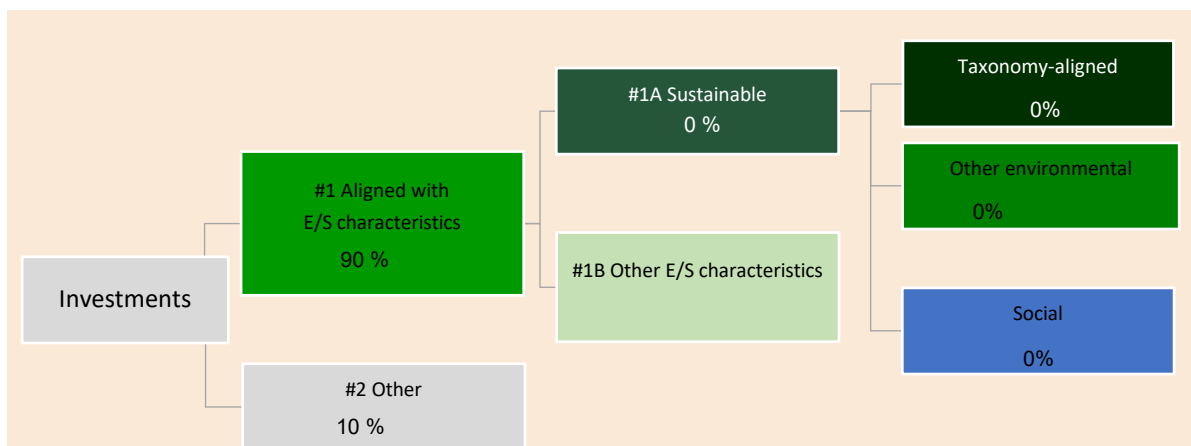 Investments
#1 Aligned with
E/S characteristics
90 %
#2 Other
10 %
#1A Sustainable
0 %
#1B Other E/S characteristics
Taxonomy-aligned
0%
Other environmental
0%
Social
0%